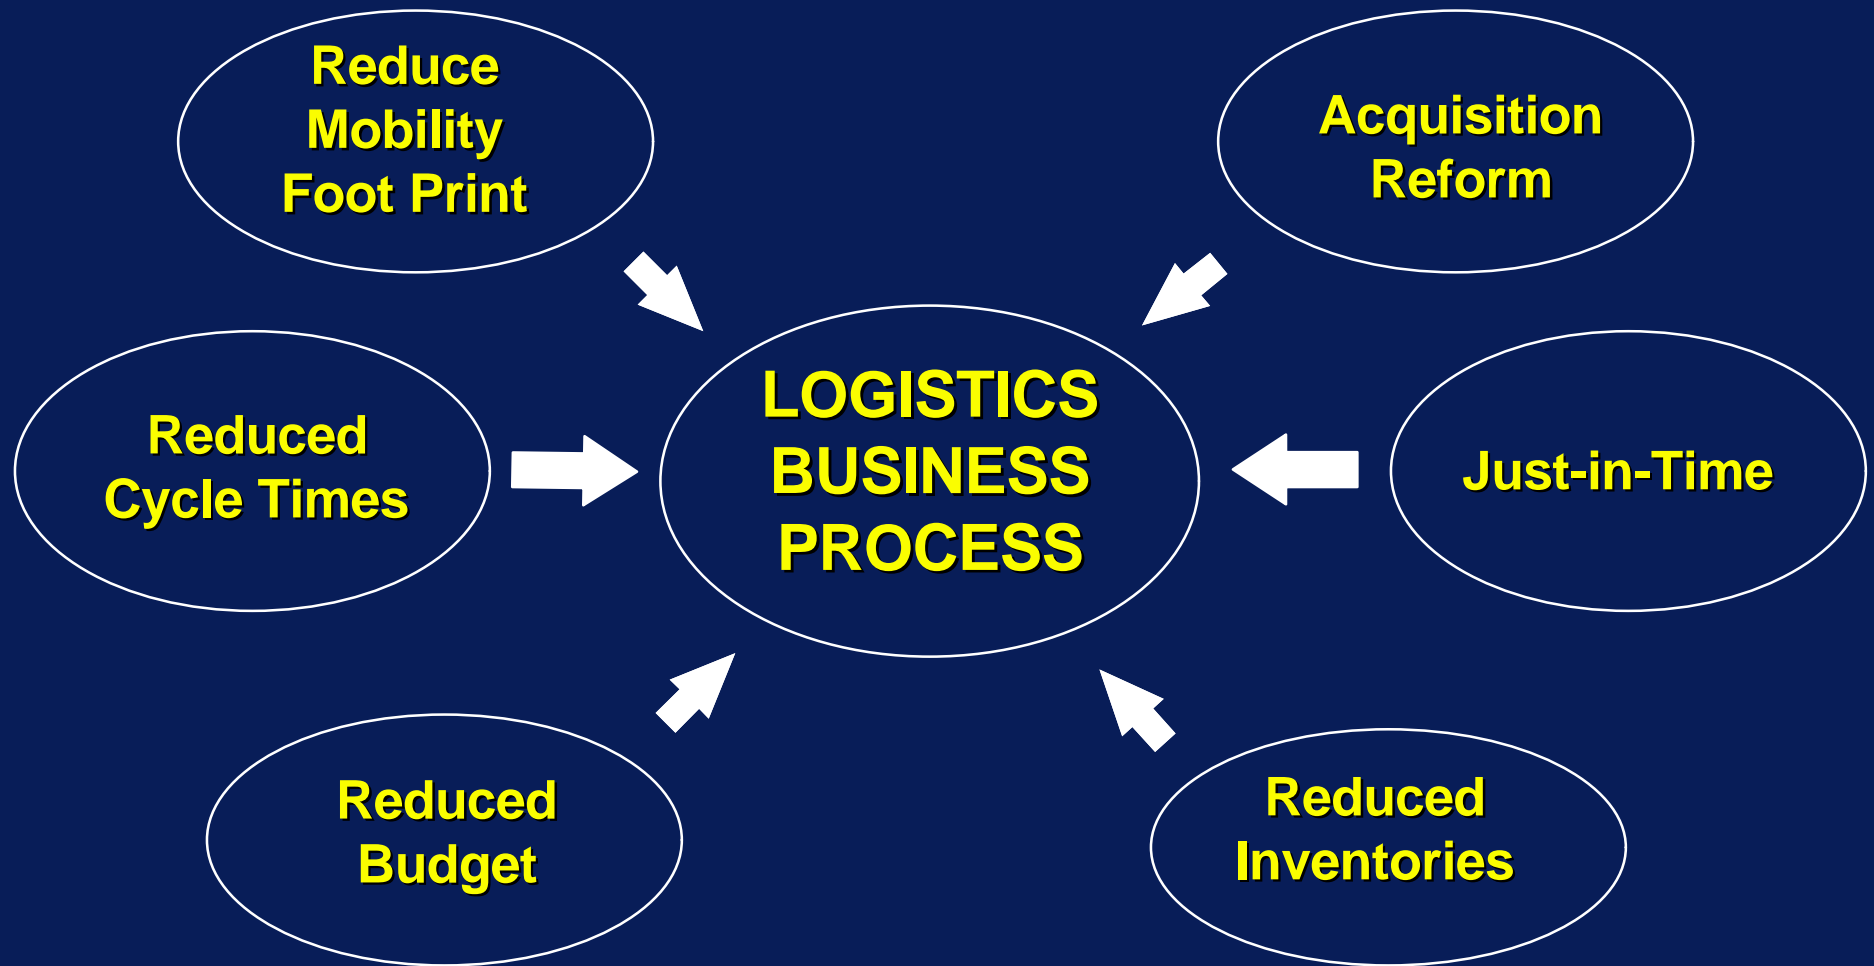 Reduce
Mobility
Foot Print
Acquisition
Reform
Reduced
Cycle Times
LOGISTICS
BUSINESS
PROCESS
Just-in-Time
Reduced
Budget
Reduced
Inventories